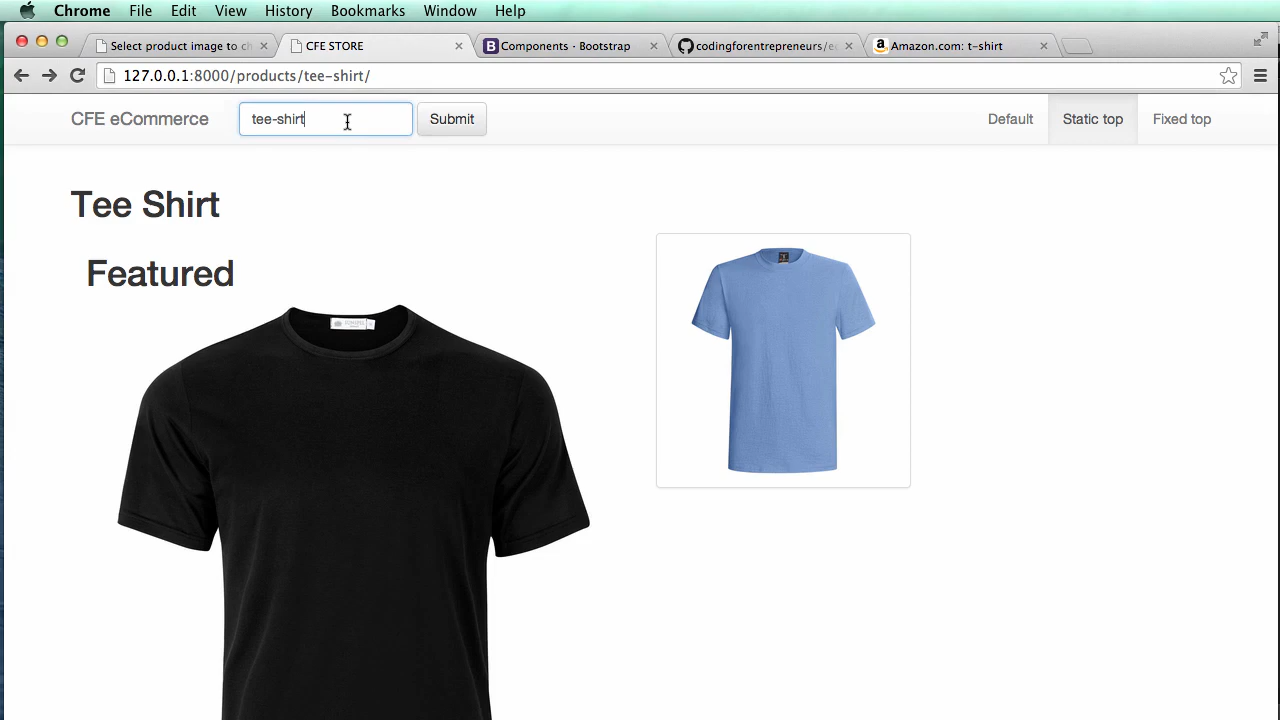 Chrome File Edit View History Bookmarks Window Help
Select product image to ch
CFE STORE
Components · Bootstrap
codingforentrepreneurs/e
Amazon.com: t-shirt
127.0.0.1:8000/products/tee-shirt/
CFE eCommerce
tee-shirt
Submit
Default
Static top
Fixed top
Tee Shirt
Featured